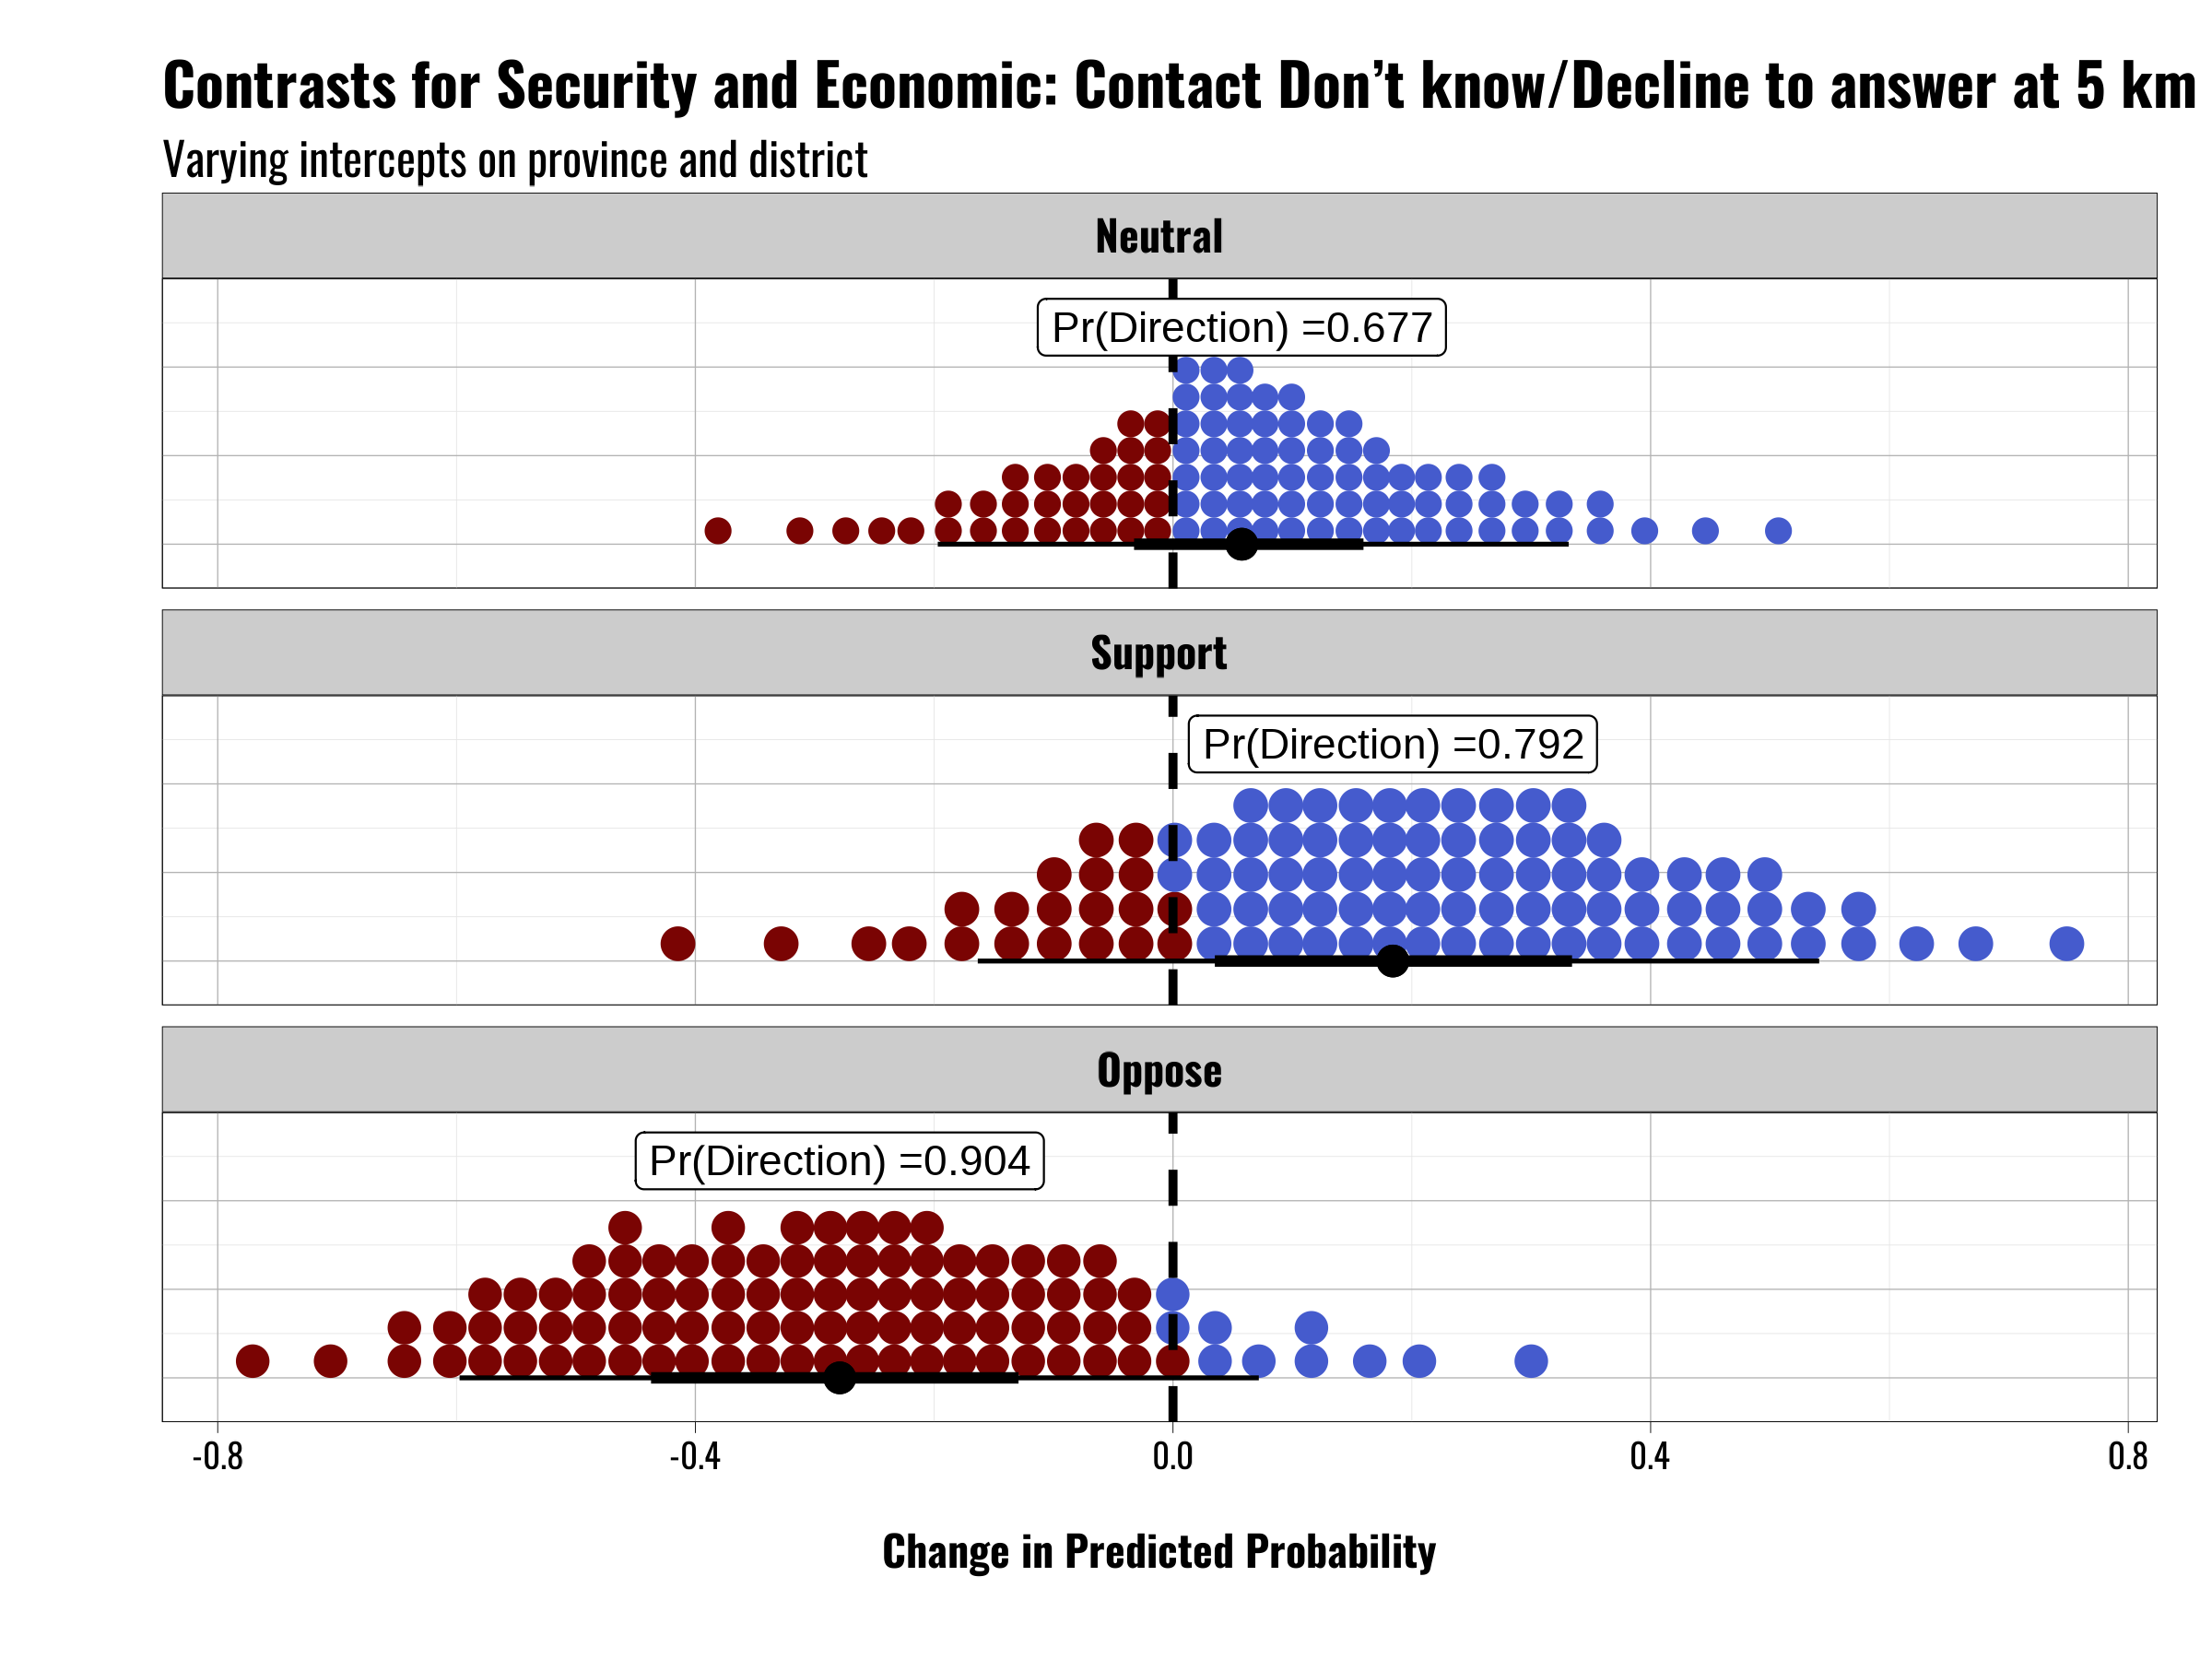 Contrasts for Security and Economic: Contact Don’t know/Decline to answer at 5 km
Varying intercepts on province and district
Neutral
Pr(Direction) =0.677
Support
Pr(Direction) =0.792
Oppose
Pr(Direction) =0.904
-0.8 -0.4 0.0 0.4 0.8
Change in Predicted Probability